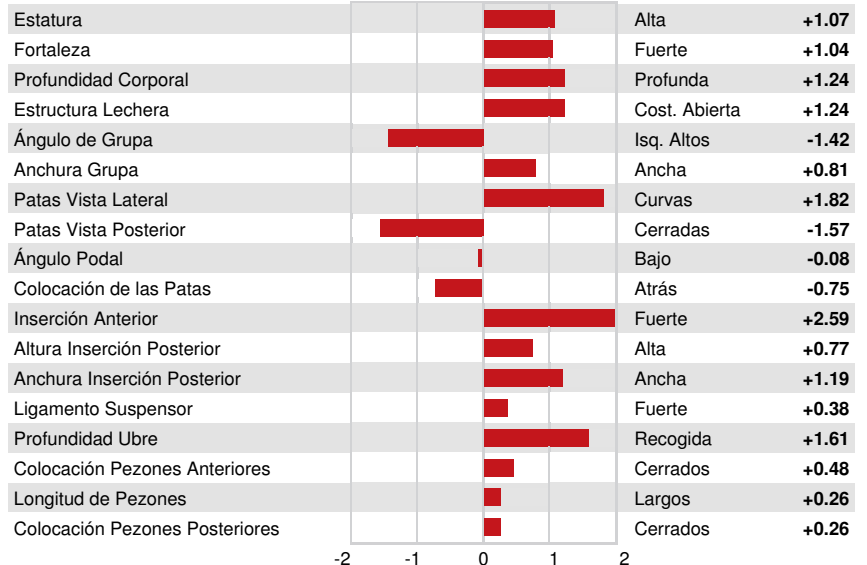 Estatura Alta +1.07
Fortaleza Fuerte +1.04
Profundidad Corporal Profunda +1.24
Estructura Lechera Cost. Abierta +1.24
Ángulo de Grupa Isq. Altos -1.42
Anchura Grupa Ancha +0.81
Patas Vista Lateral Curvas +1.82
Patas Vista Posterior Cerradas -1.57
Ángulo Podal Bajo -0.08
Colocación de las Patas Atrás -0.75
Inserción Anterior Fuerte +2.59
Altura Inserción Posterior Alta +0.77
Anchura Inserción Posterior Ancha +1.19
Ligamento Suspensor Fuerte +0.38
Profundidad Ubre Recogida +1.61
Colocación Pezones Anteriores Cerrados +0.48
Longitud de Pezones Largos +0.26
Colocación Pezones Posteriores Cerrados +0.26
-2 -1 0 1 2